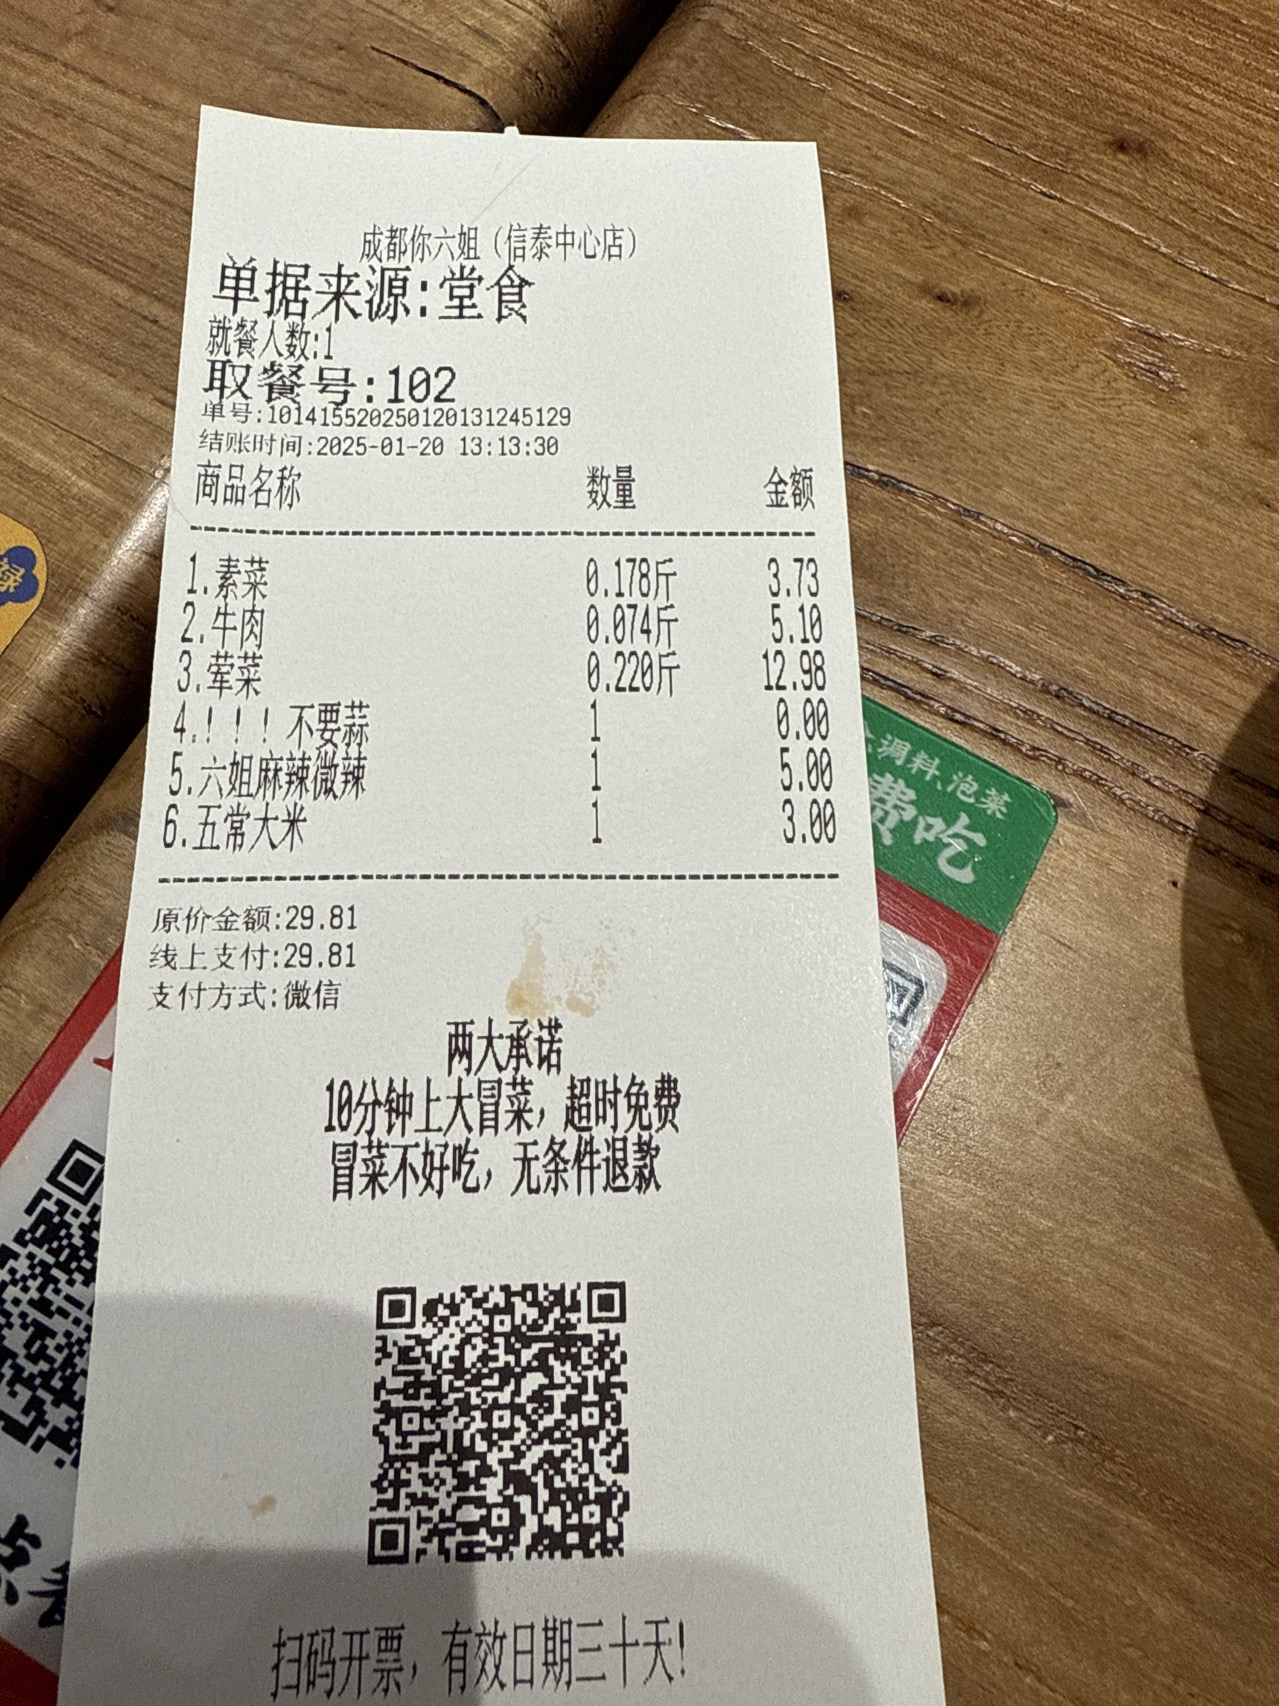 成都你六姐（信泰中心店）
单据来源:堂食
就餐人数:1
取餐号:102
单号:101415520250120131245129
结账时间:2025-01-20 13:13:30
商品名称 数量 金额
1.素菜 0.178斤 3.73
2.牛肉 0.074斤 5.10
3.荤菜 0.220斤 12.98
4.！！！不要蒜 1 0.00
5.六姐麻辣微辣 1 5.00
6.五常大米 1 3.00
原价金额:29.81
线上支付:29.81
支付方式:微信
两大承诺
10分钟上大冒菜，超时免费
冒菜不好吃，无条件退款
扫码开票，有效日期三十天!
调料、泡菜
费吃
禄
点餐